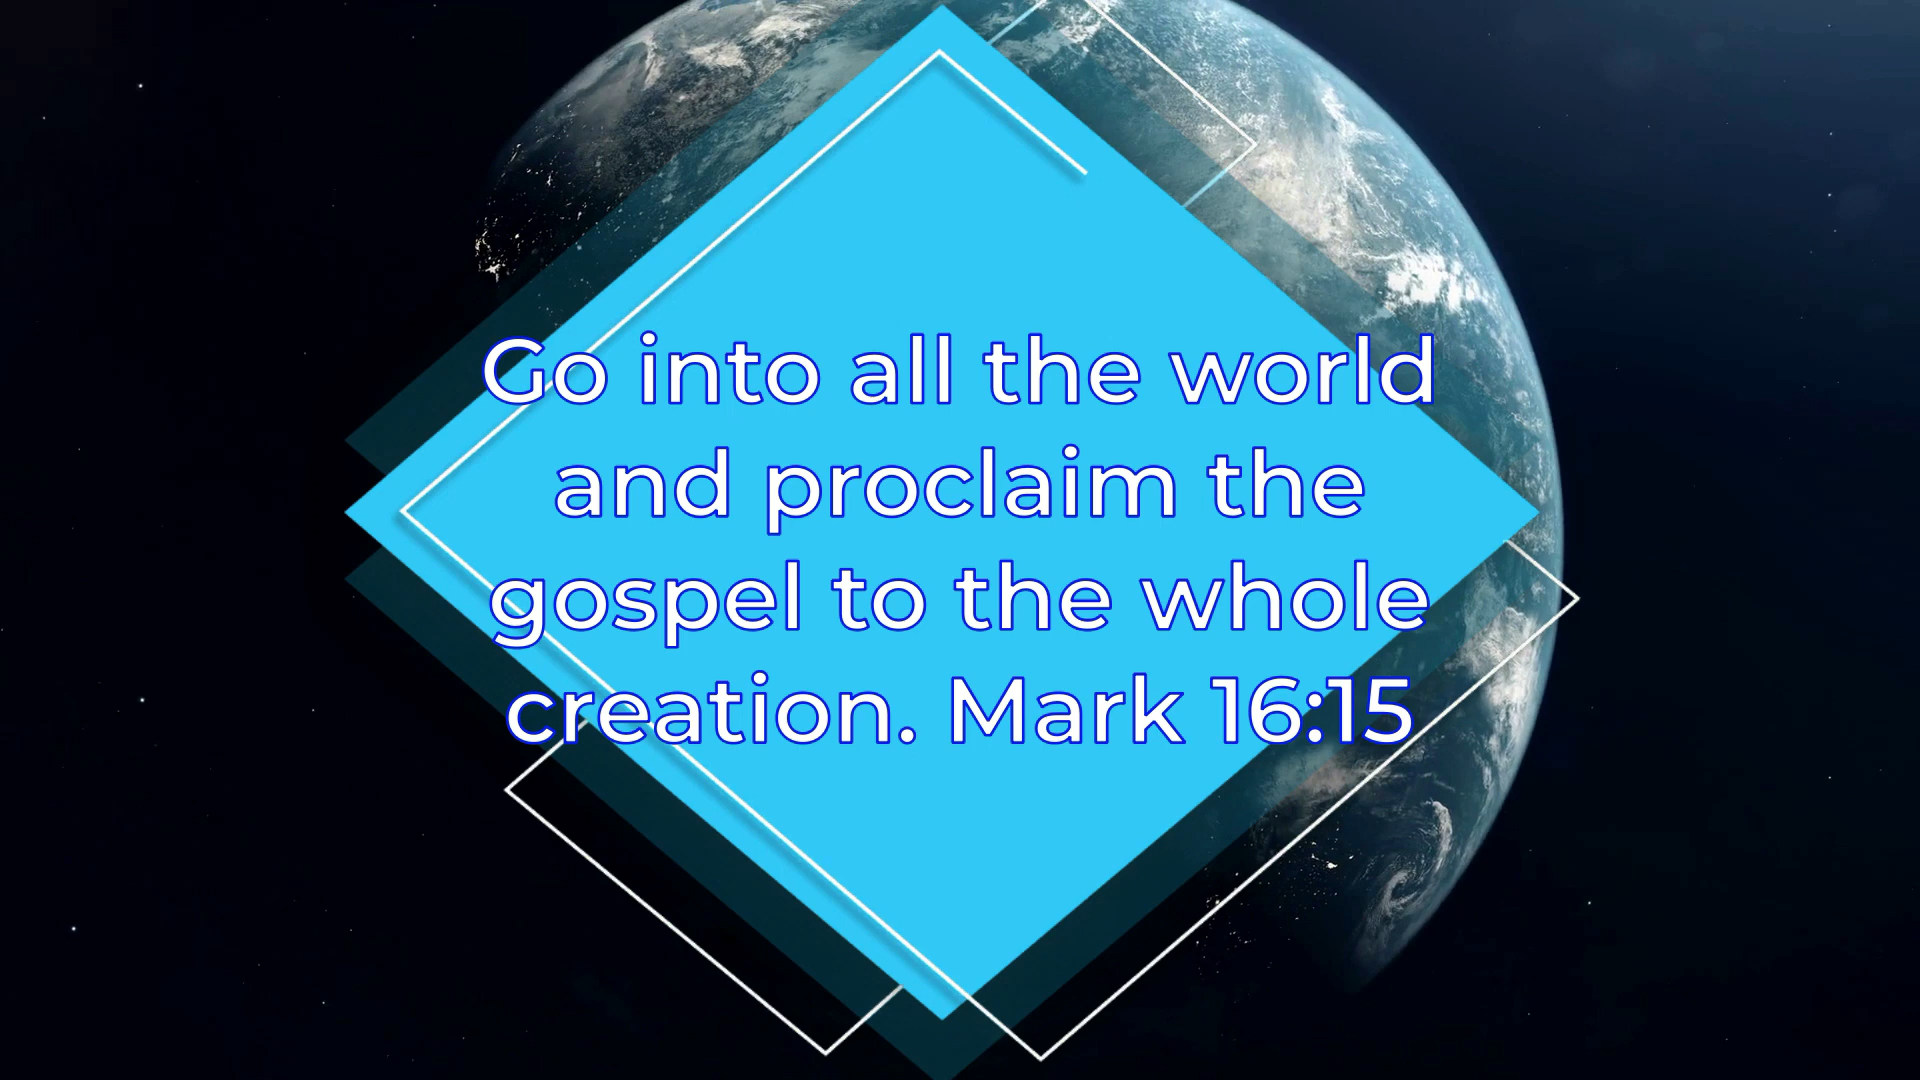 Go into all the world
and proclaim the
gospel to the whole
creation. Mark 16:15